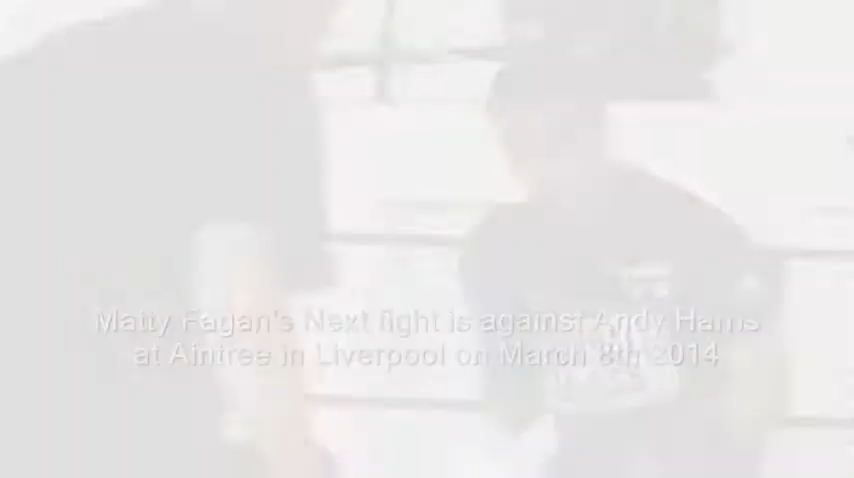 Matty Fagan's Next fight is against Andy Harris
at Aintree in Liverpool on March 8th 2014